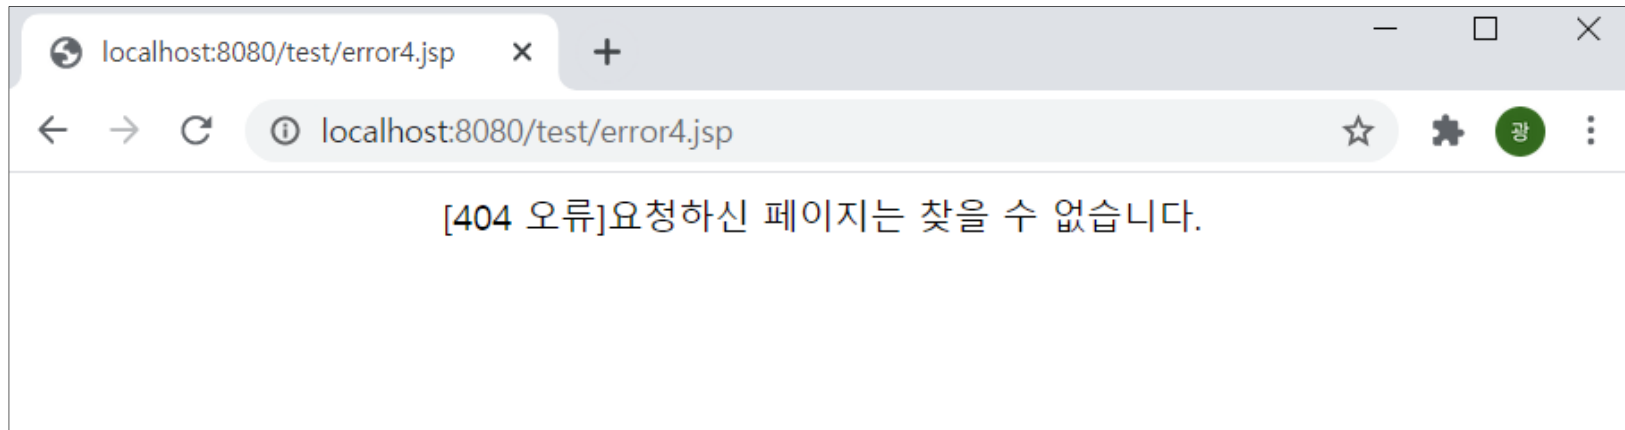 localhost:8080/test/error4.jsp
localhost:8080/test/error4.jsp
광
[404 오류]요청하신 페이지는 찾을 수 없습니다.